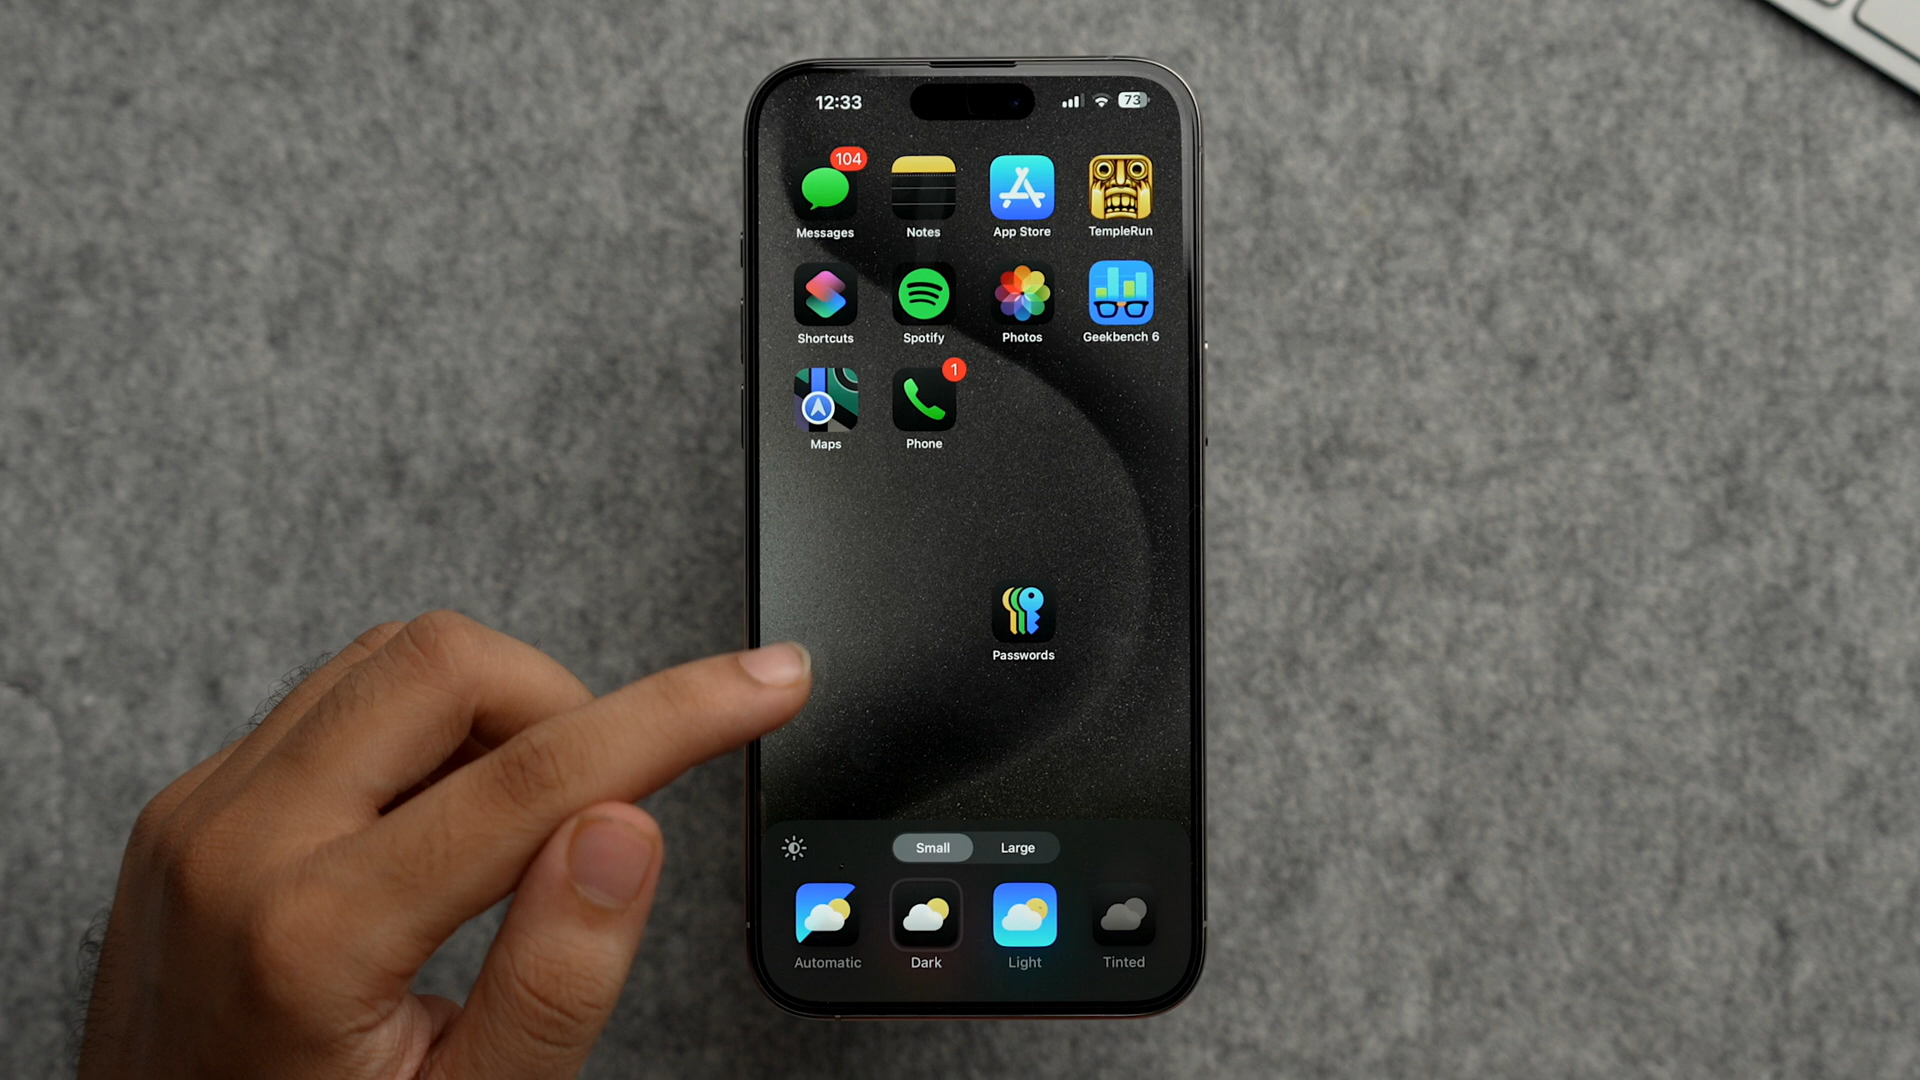 12:33
73
104
Messages
Notes
App Store
TempleRun
Shortcuts
Spotify
Photos
Geekbench 6
1
Maps
Phone
Passwords
Small
Large
Automatic
Dark
Light
Tinted